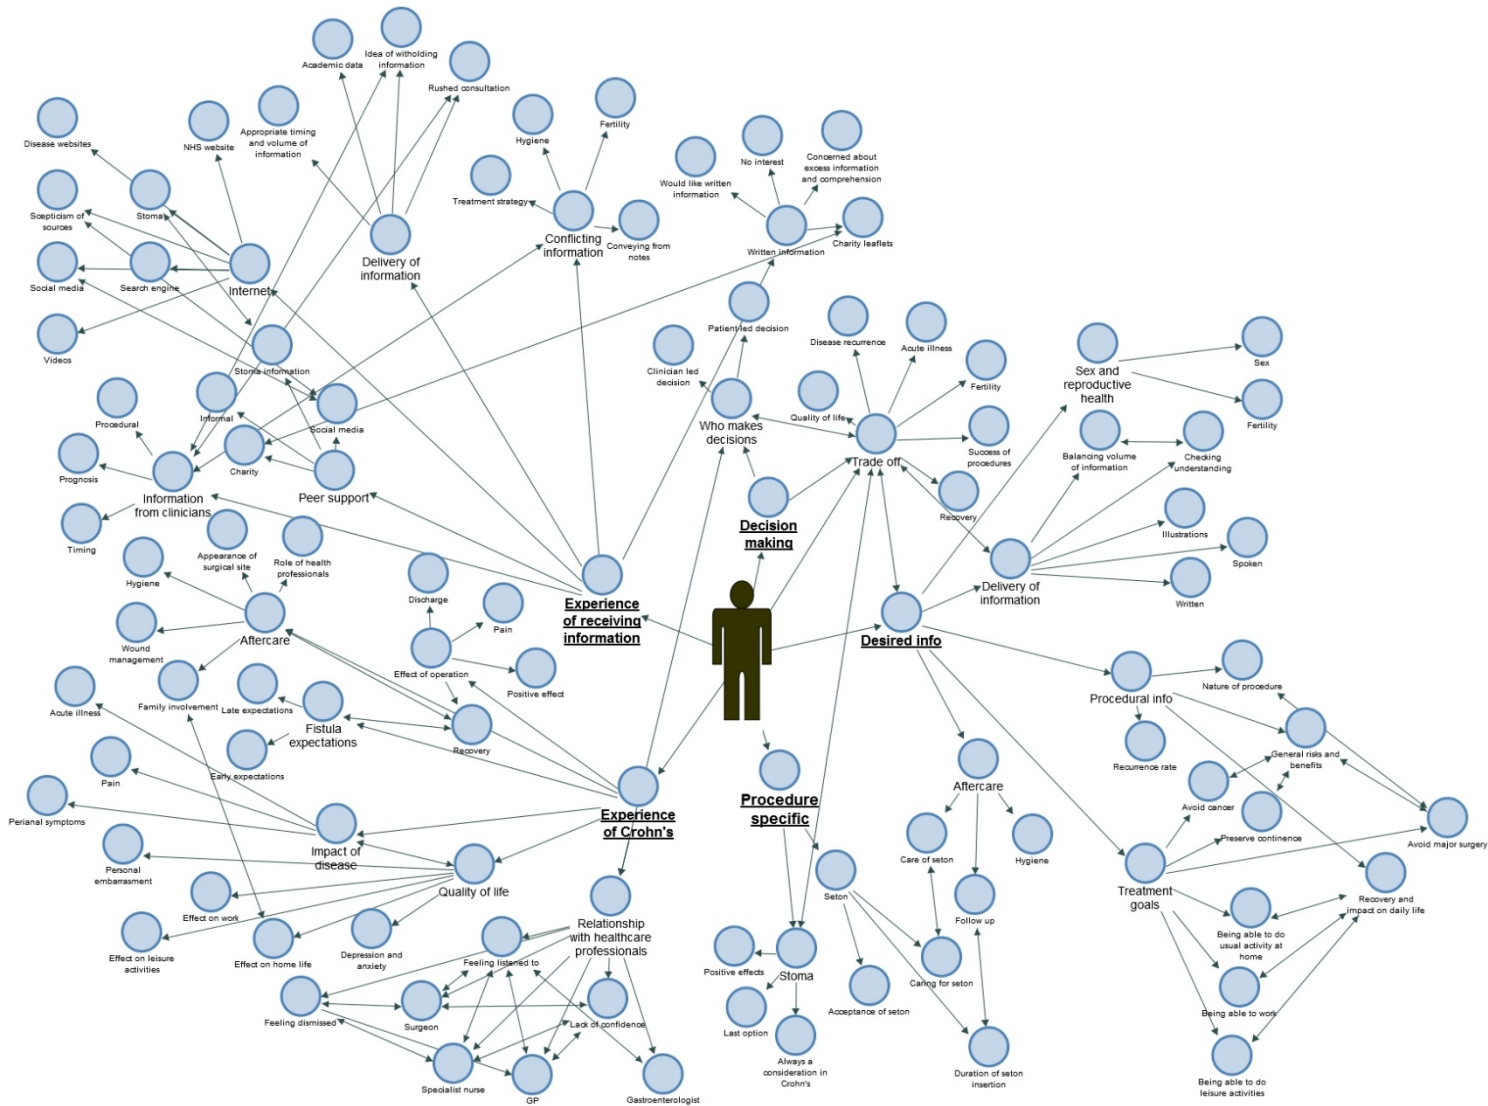 Academic data
Idea of witholding
information
Rushed consultation
Disease websites
NHS website
Appropriate timing
and volume of
information
Hygiene
Fertility
Treatment strategy
Conflicting
information
Conveying from
notes
Would like written
information
No interest
Concerned about
excess information
and comprehension
Written information
Charity leaflets
Scepticism of
sources
Stoma
Social media
Search engine
Internet
Videos
Delivery of
information
Stoma information
Informal
Social media
Charity
Peer support
Procedural
Prognosis
Information
from clinicians
Timing
Patient led decision
Clinician led
decision
Who makes
decisions
Disease recurrence
Acute illness
Fertility
Quality of life
Trade off
Success of
procedures
Recovery
Decision
making
Sex and
reproductive
health
Sex
Fertility
Balancing volume
of information
Checking
understanding
Illustrations
Spoken
Written
Delivery of
information
Hygiene
Appearance of
surgical site
Role of health
professionals
Wound
management
Aftercare
Family involvement
Discharge
Pain
Effect of operation
Positive effect
Experience
of receiving
information
Desired info
Acute illness
Late expectations
Fistula
expectations
Early expectations
Recovery
Pain
Perianal symptoms
Experience
of Crohn's
Procedure
specific
Impact of
disease
Personal
embarrasment
Quality of life
Effect on work
Effect on leisure
activities
Effect on home life
Depression and
anxiety
Relationship
with healthcare
professionals
Feeling listened to
Feeling dismissed
Surgeon
Lack of confidence
Specialist nurse
GP
Gastroenterologist
Seton
Positive effects
Stoma
Last option
Always a
consideration in
Crohn's
Acceptance of seton
Caring for seton
Duration of seton
insertion
Aftercare
Care of seton
Hygiene
Follow up
Procedural info
Nature of procedure
Recurrence rate
General risks and
benefits
Avoid cancer
Preserve continence
Avoid major surgery
Treatment
goals
Recovery and
impact on daily life
Being able to do
usual activity at
home
Being able to work
Being able to do
leisure activities